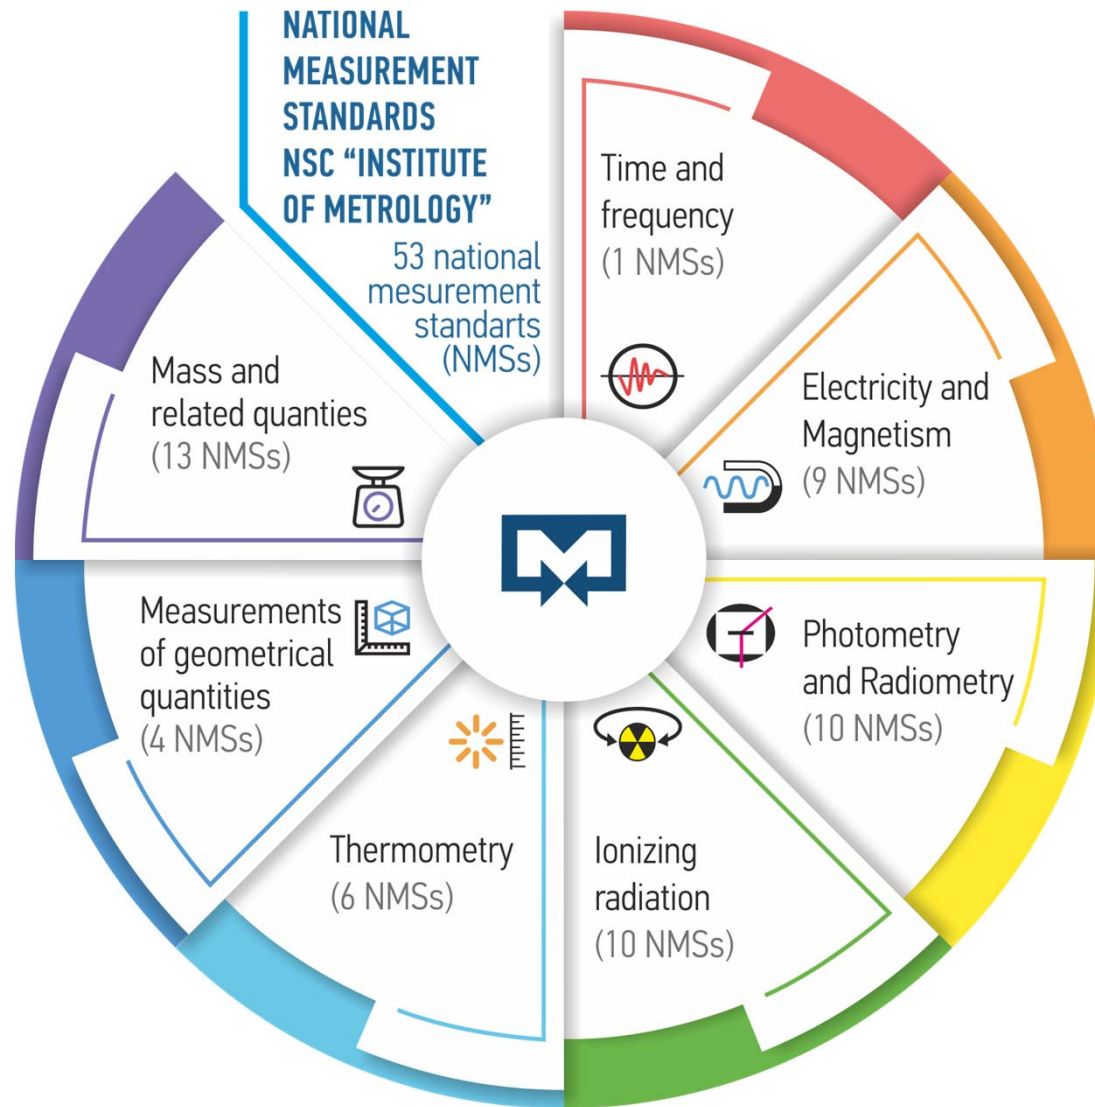 NATIONAL
MEASUREMENT
STANDARDS
NSC “INSTITUTE
OF METROLOGY”
53 national
mesurement
standarts
(NMSs)
Time and
frequency
(1 NMSs)
Electricity and
Magnetism
(9 NMSs)
Photometry
and Radiometry
(10 NMSs)
Ionizing
radiation
(10 NMSs)
Thermometry
(6 NMSs)
Measurements
of geometrical
quantities
(4 NMSs)
Mass and
related quanties
(13 NMSs)